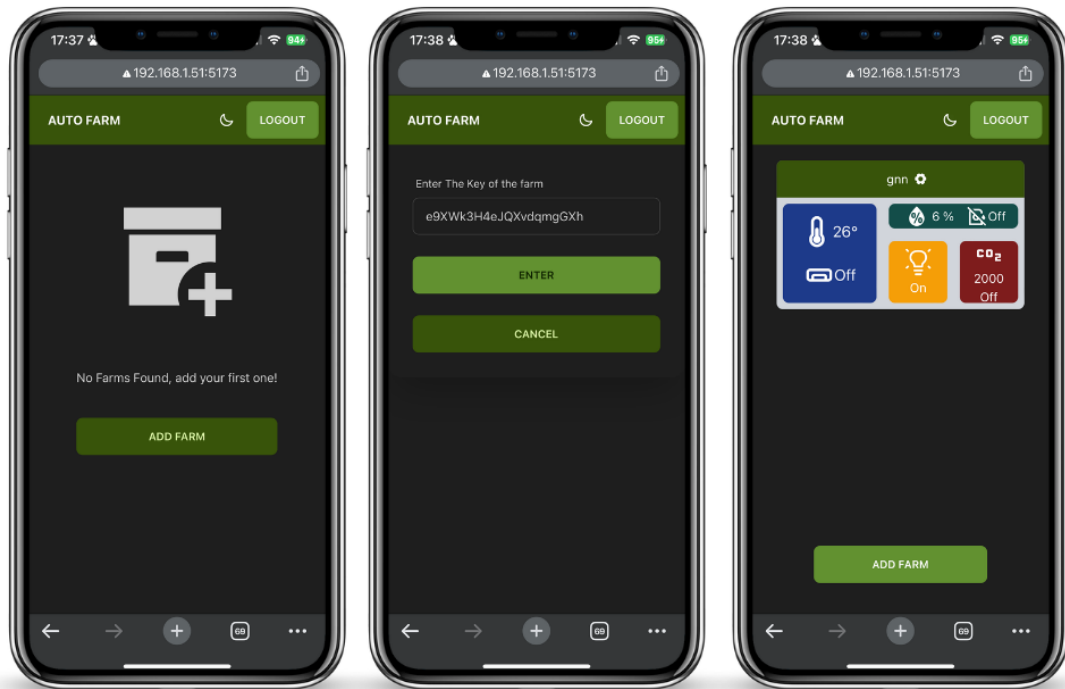 17:37
94
192.168.1.51:5173
AUTO FARM
LOGOUT
No Farms Found, add your first one!
ADD FARM
69
17:38
95
192.168.1.51:5173
AUTO FARM
LOGOUT
Enter The Key of the farm
e9XWk3H4eJQXvdqmgGXh
ENTER
CANCEL
69
17:38
95
192.168.1.51:5173
AUTO FARM
LOGOUT
gnn
26°
Off
% 6 % Off
On
CO2
2000
Off
ADD FARM
69